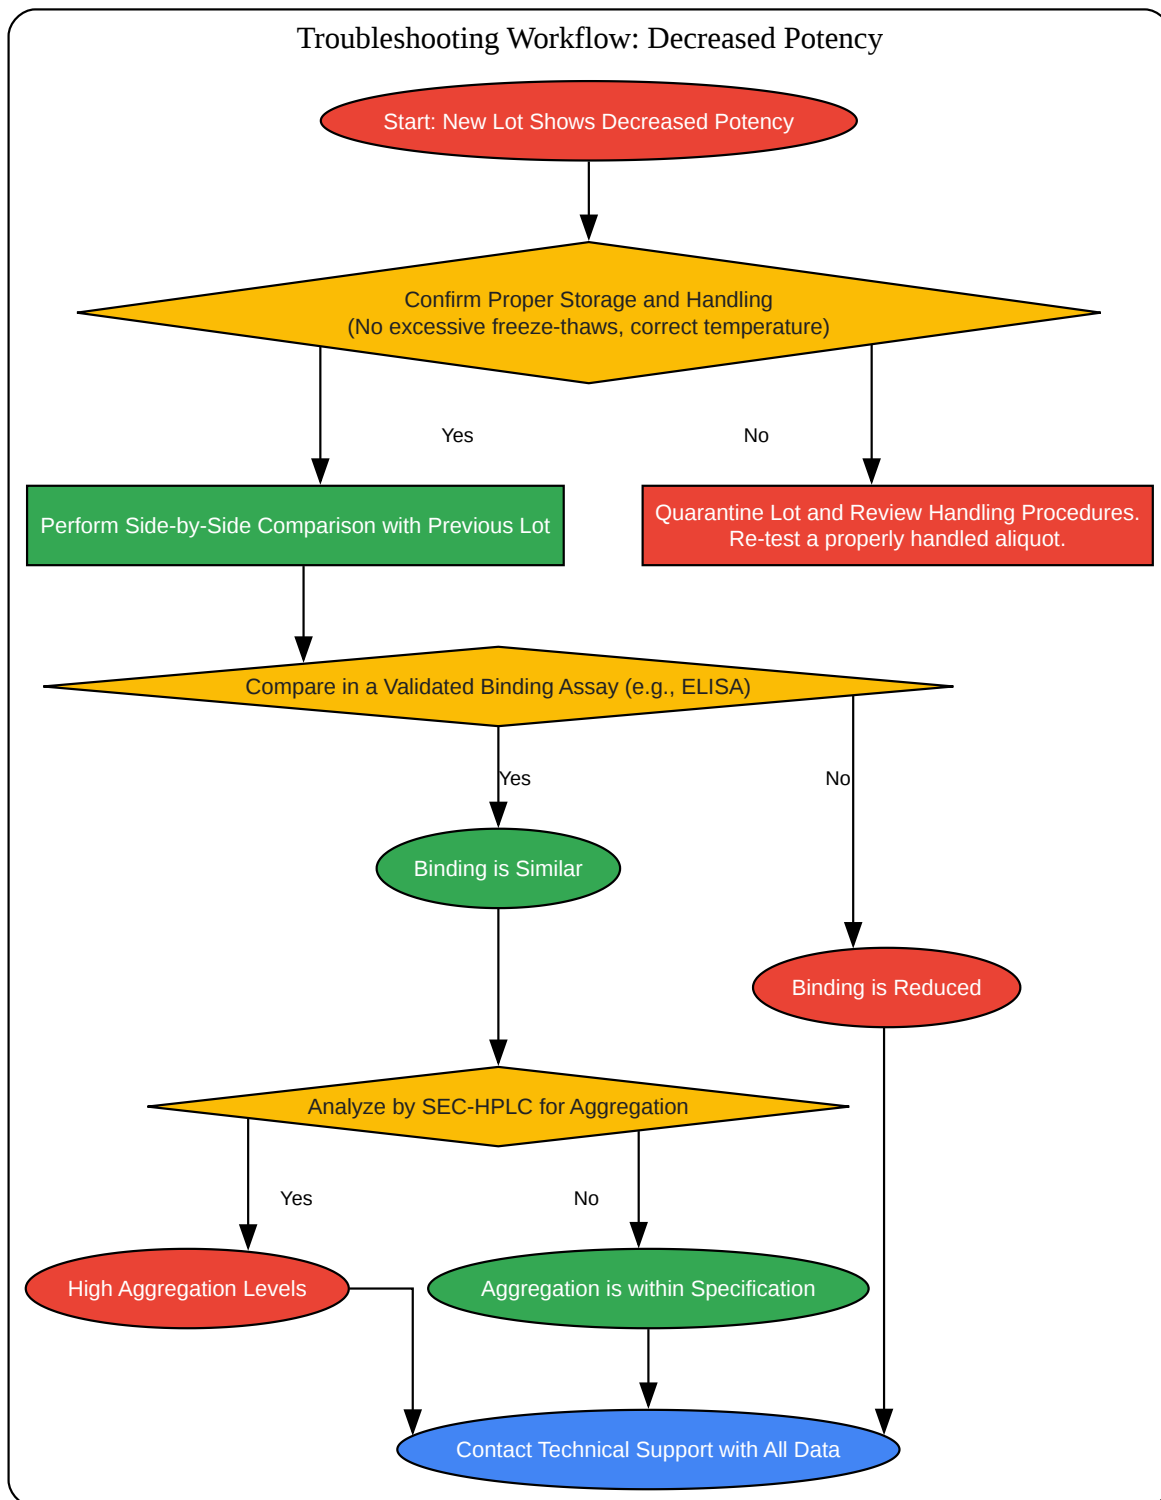 Troubleshooting Workflow: Decreased Potency
Start: New Lot Shows Decreased Potency
Confirm Proper Storage and Handling
(No excessive freeze-thaws, correct temperature)
Yes
No
Perform Side-by-Side Comparison with Previous Lot
Quarantine Lot and Review Handling Procedures.
Re-test a properly handled aliquot.
Compare in a Validated Binding Assay (e.g., ELISA)
Yes
No
Binding is Similar
Binding is Reduced
Analyze by SEC-HPLC for Aggregation
Yes
No
High Aggregation Levels
Aggregation is within Specification
Contact Technical Support with All Data